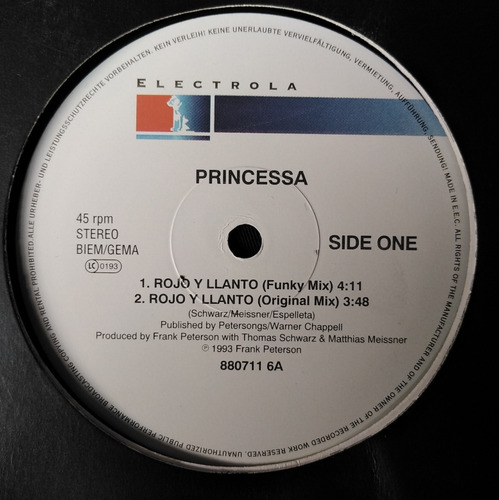 ELECTROLA
PRINCESSA
45 rpm
STEREO
BIEM/GEMA
LC 0193
SIDE ONE
1. ROJO Y LLANTO (Funky Mix) 4:11
2. ROJO Y LLANTO (Original Mix) 3:48
(Schwarz/Meissner/Espelleta)
Published by Petersongs/Warner Chappell
Produced by Frank Peterson with Thomas Schwarz & Matthias Meissner
℗ 1993 Frank Peterson
880711 6A
ALLE URHEBER- UND LEISTUNGSSCHUTZRECHTE VORBEHALTEN. KEIN VERLEIH! KEINE UNERLAUBTE VERVIELFÄLTIGUNG, VERMIETUNG, AUFFÜHRUNG, SENDUNG! MADE IN E.E.C. ALL RIGHTS OF THE MANUFACTURER AND OF THE OWNER OF THE RECORDED WORK RESERVED. UNAUTHORIZED PUBLIC PERFORMANCE BROADCASTING COPYING AND RENTAL PROHIBITED.